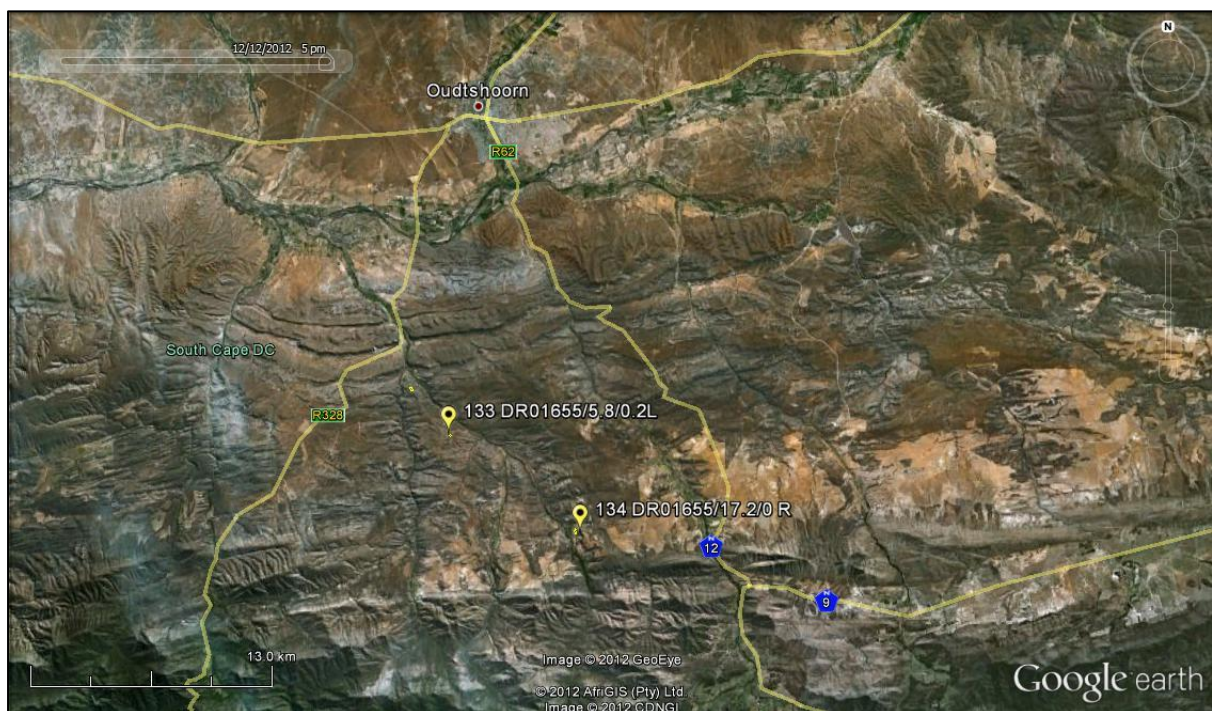 12/12/2012 5 pm
N
Oudtshoorn
R62
South Cape DC
R328
133 DR01655/5.8/0.2L
134 DR01655/17.2/0 R
N
12
N
9
13.0 km
Image © 2012 GeoEye
© 2012 AfriGIS (Pty) Ltd.
Image © 2012 CDNGI
Google earth